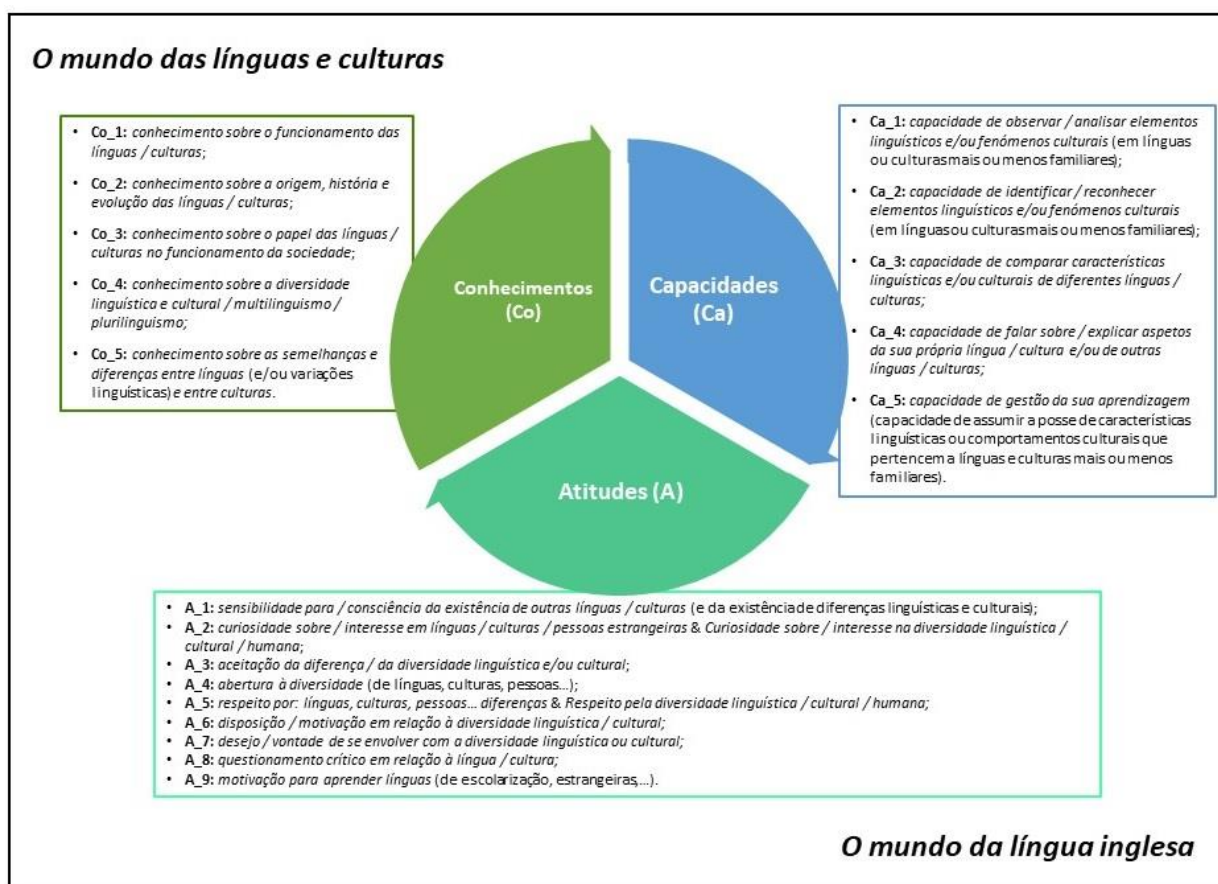 O mundo das línguas e culturas
• Co_1: conhecimento sobre o funcionamento das
línguas / culturas;
• Co_2: conhecimento sobre a origem, história e
evolução das línguas / culturas;
• Co_3: conhecimento sobre o papel das línguas /
culturas no funcionamento da sociedade;
• Co_4: conhecimento sobre a diversidade
linguística e cultural / multilinguismo /
plurilinguismo;
• Co_5: conhecimento sobre as semelhanças e
diferenças entre línguas (e/ou variações
linguísticas) e entre culturas.
Conhecimentos
(Co)
Capacidades
(Ca)
• Ca_1: capacidade de observar / analisar elementos
linguísticos e/ou fenómenos culturais (em línguas
ou culturas mais ou menos familiares);
• Ca_2: capacidade de identificar / reconhecer
elementos linguísticos e/ou fenómenos culturais
(em línguas ou culturas mais ou menos familiares);
• Ca_3: capacidade de comparar características
linguísticas e/ou culturais de diferentes línguas /
culturas;
• Ca_4: capacidade de falar sobre / explicar aspetos
da sua própria língua / cultura e/ou de outras
línguas / culturas;
• Ca_5: capacidade de gestão da sua aprendizagem
(capacidade de assumir a posse de características
linguísticas ou comportamentos culturais que
pertencem a línguas e culturas mais ou menos
familiares).
Atitudes (A)
• A_1: sensibilidade para / consciência da existência de outras línguas / culturas (e da existência de diferenças linguísticas e culturais);
• A_2: curiosidade sobre / interesse em línguas / culturas / pessoas estrangeiras & Curiosidade sobre / interesse na diversidade linguística /
cultural / humana;
• A_3: aceitação da diferença / da diversidade linguística e/ou cultural;
• A_4: abertura à diversidade (de línguas, culturas, pessoas...);
• A_5: respeito por: línguas, culturas, pessoas... diferenças & Respeito pela diversidade linguística / cultural / humana;
• A_6: disposição / motivação em relação à diversidade linguística / cultural;
• A_7: desejo / vontade de se envolver com a diversidade linguística ou cultural;
• A_8: questionamento crítico em relação à língua / cultura;
• A_9: motivação para aprender línguas (de escolarização, estrangeiras,...).
O mundo da língua inglesa